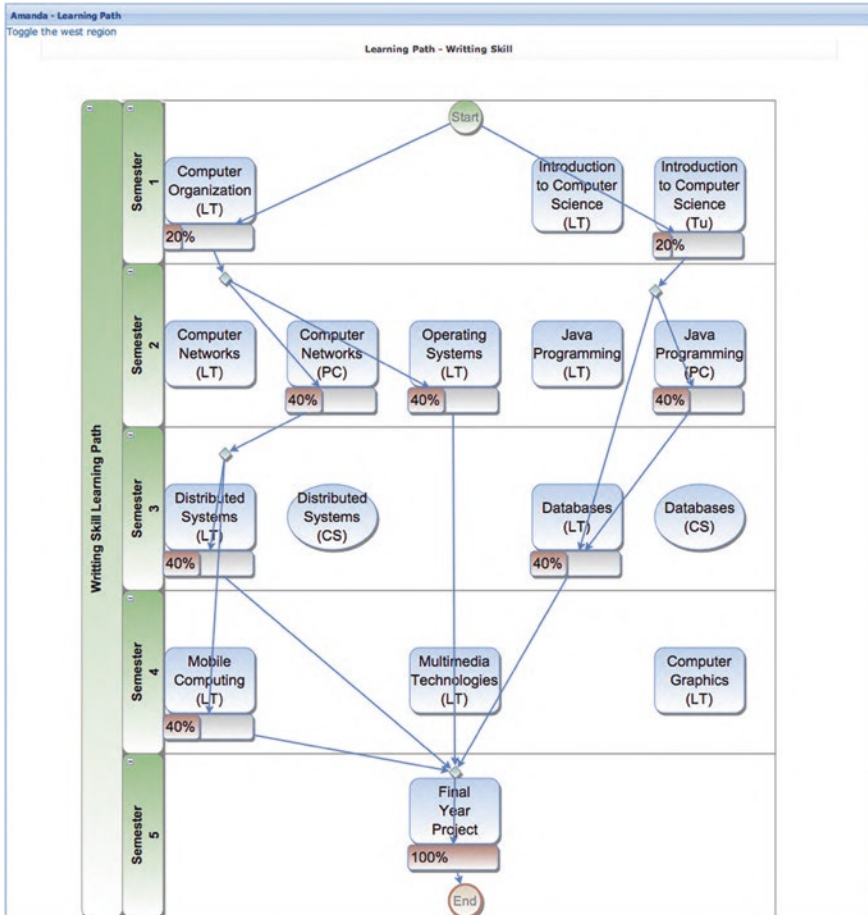 Amanda - Learning Path
Toggle the west region
Learning Path - Writting Skill
Writting Skill Learning Path
Start
Semester
1
Computer
Organization
(LT)
20%
Introduction
to Computer
Science
(LT)
Introduction
to Computer
Science
(Tu)
20%
Semester
2
Computer
Networks
(LT)
Computer
Networks
(PC)
40%
Operating
Systems
(LT)
40%
Java
Programming
(LT)
Java
Programming
(PC)
40%
Semester
3
Distributed
Systems
(LT)
40%
Distributed
Systems
(CS)
Databases
(LT)
40%
Databases
(CS)
Semester
4
Mobile
Computing
(LT)
40%
Multimedia
Technologies
(LT)
Computer
Graphics
(LT)
Semester
5
Final
Year
Project
100%
End